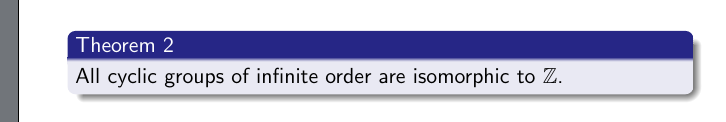 Theorem 2
All cyclic groups of infinite order are isomorphic to ℤ.